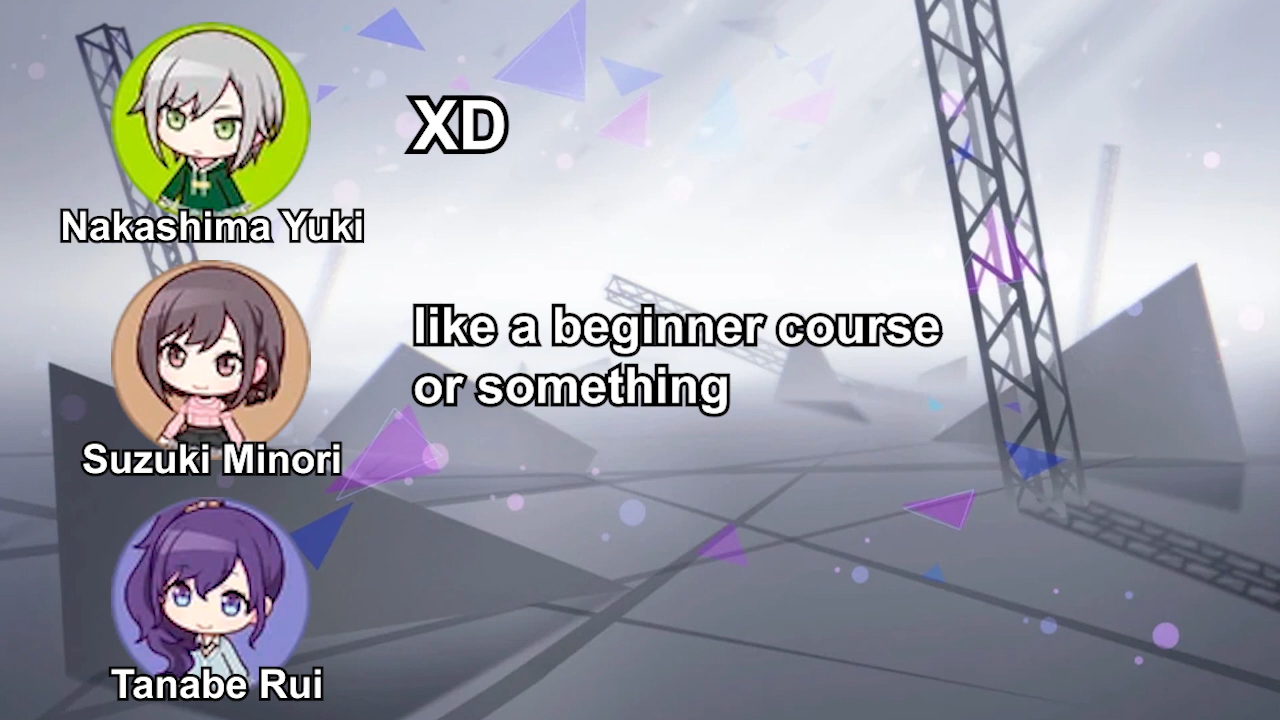 XD
Nakashima Yuki
like a beginner course
or something
Suzuki Minori
Tanabe Rui